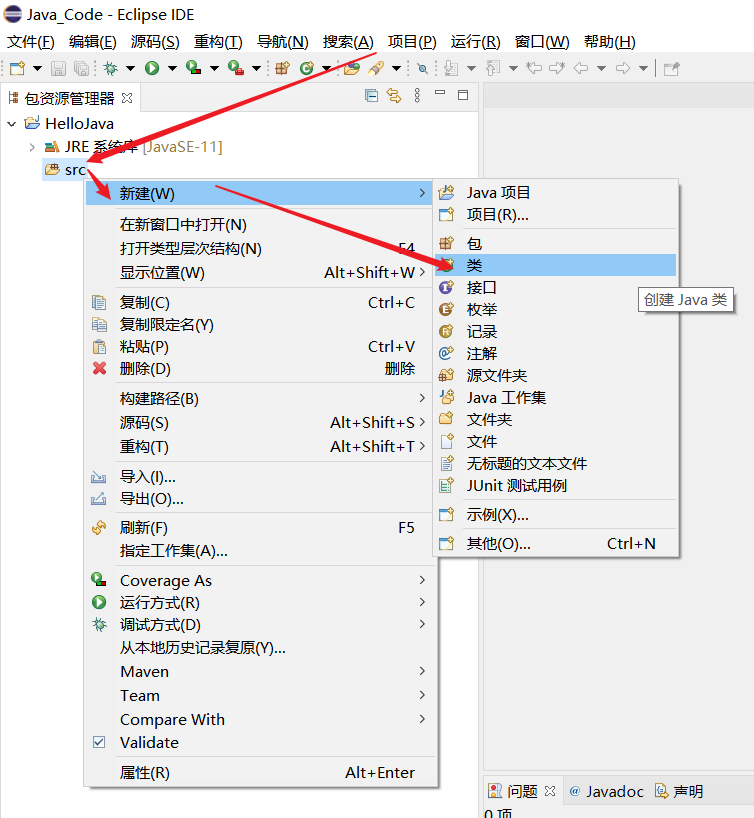 Java_Code - Eclipse IDE
文件(F) 编辑(E) 源码(S) 重构(T) 导航(N) 搜索(A) 项目(P) 运行(R) 窗口(W) 帮助(H)
包资源管理器
HelloJava
JRE 系统库 [JavaSE-11]
src
新建(W)
在新窗口中打开(N)
打开类型层次结构(N) F4
显示位置(W) Alt+Shift+W
复制(C) Ctrl+C
复制限定名(Y)
粘贴(P) Ctrl+V
删除(D) 删除
构建路径(B)
源码(S) Alt+Shift+S
重构(T) Alt+Shift+T
导入(I)...
导出(O)...
刷新(F) F5
指定工作集(A)...
Coverage As
运行方式(R)
调试方式(D)
从本地历史记录复原(Y)...
Maven
Team
Compare With
Validate
属性(R) Alt+Enter
Java 项目
项目(R)...
包
类
接口
枚举
记录
注解
源文件夹
Java 工作集
文件夹
文件
无标题的文本文件
JUnit 测试用例
示例(X)...
其他(O)... Ctrl+N
创建 Java 类
问题 @ Javadoc 声明
0 项